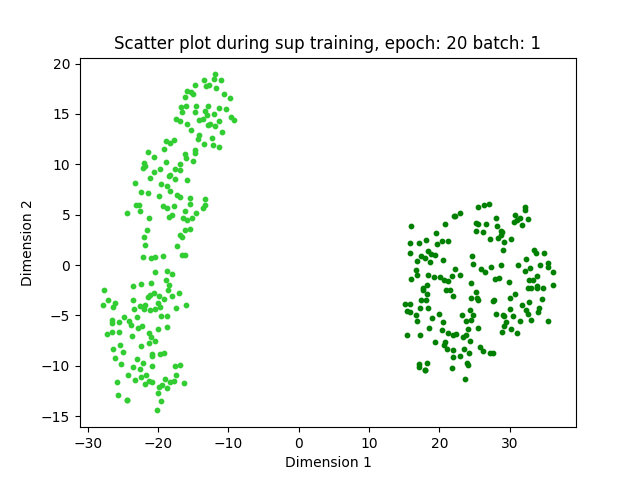 Scatter plot during sup training, epoch: 20 batch: 1
20
15
10
5
0
−5
−10
−15
Dimension 2
−30 −20 −10 0 10 20 30
Dimension 1